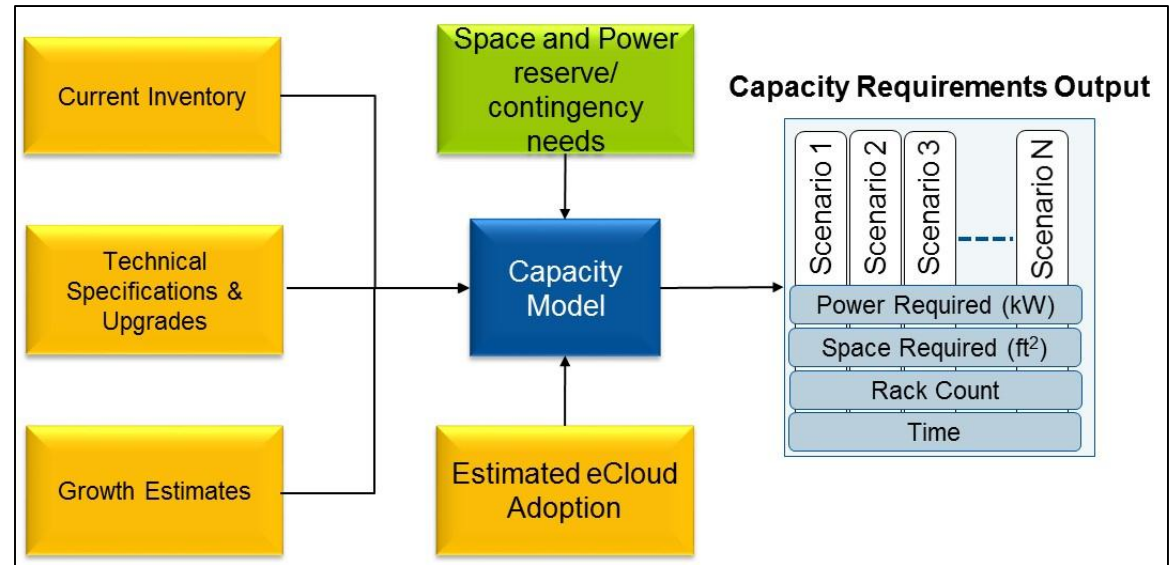 Current Inventory
Technical
Specifications &
Upgrades
Growth Estimates
Space and Power
reserve/
contingency
needs
Capacity
Model
Estimated eCloud
Adoption
Capacity Requirements Output
Scenario 1
Scenario 2
Scenario 3
Scenario N
Power Required (kW)
Space Required (ft²)
Rack Count
Time